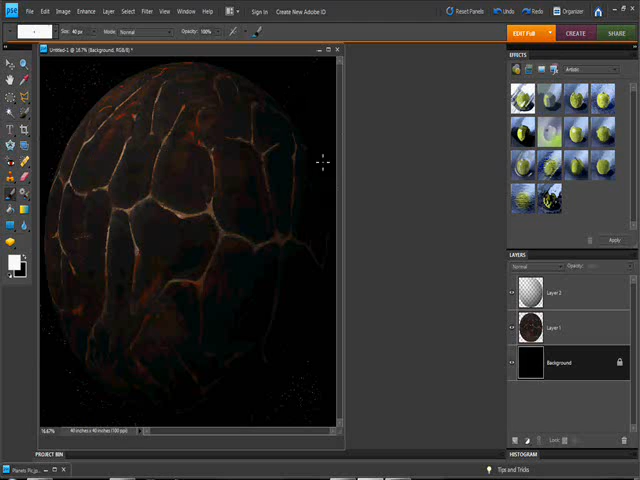 pse File Edit Image Enhance Layer Select Filter View Window Help Sign In Create New Adobe ID Reset Panels Undo Redo Organizer
Size: 40 px Mode: Normal Opacity: 100% EDIT Full CREATE SHARE
Untitled-1 @ 16.7% (Background, RGB/8) *
EFFECTS
Artistic
Apply
LAYERS
Normal Opacity:
Layer 2
Layer 1
Background
Lock:
16.67% 40 inches x 40 inches (100 ppi)
PROJECT BIN HISTOGRAM
Tips and Tricks